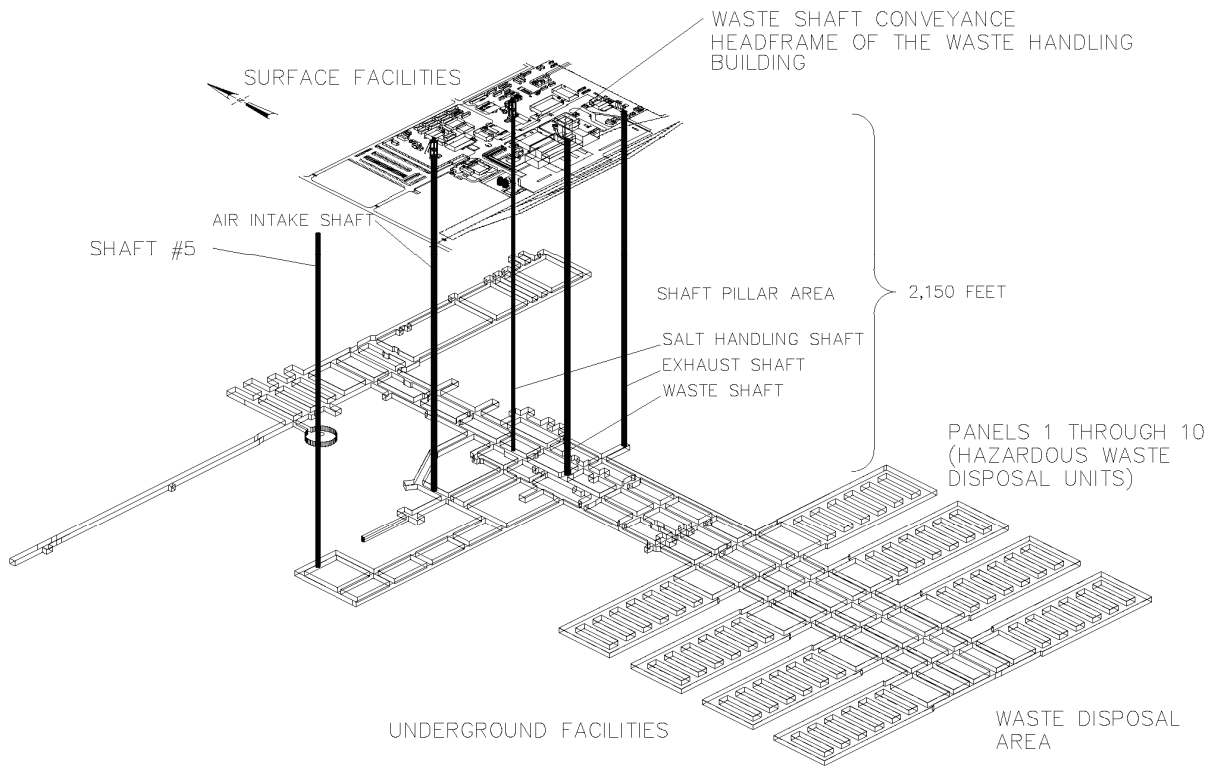 WASTE SHAFT CONVEYANCE
HEADFRAME OF THE WASTE HANDLING
BUILDING
SURFACE FACILITIES
AIR INTAKE SHAFT
SHAFT #5
SHAFT PILLAR AREA
2,150 FEET
SALT HANDLING SHAFT
EXHAUST SHAFT
WASTE SHAFT
PANELS 1 THROUGH 10
(HAZARDOUS WASTE
DISPOSAL UNITS)
UNDERGROUND FACILITIES
WASTE DISPOSAL
AREA